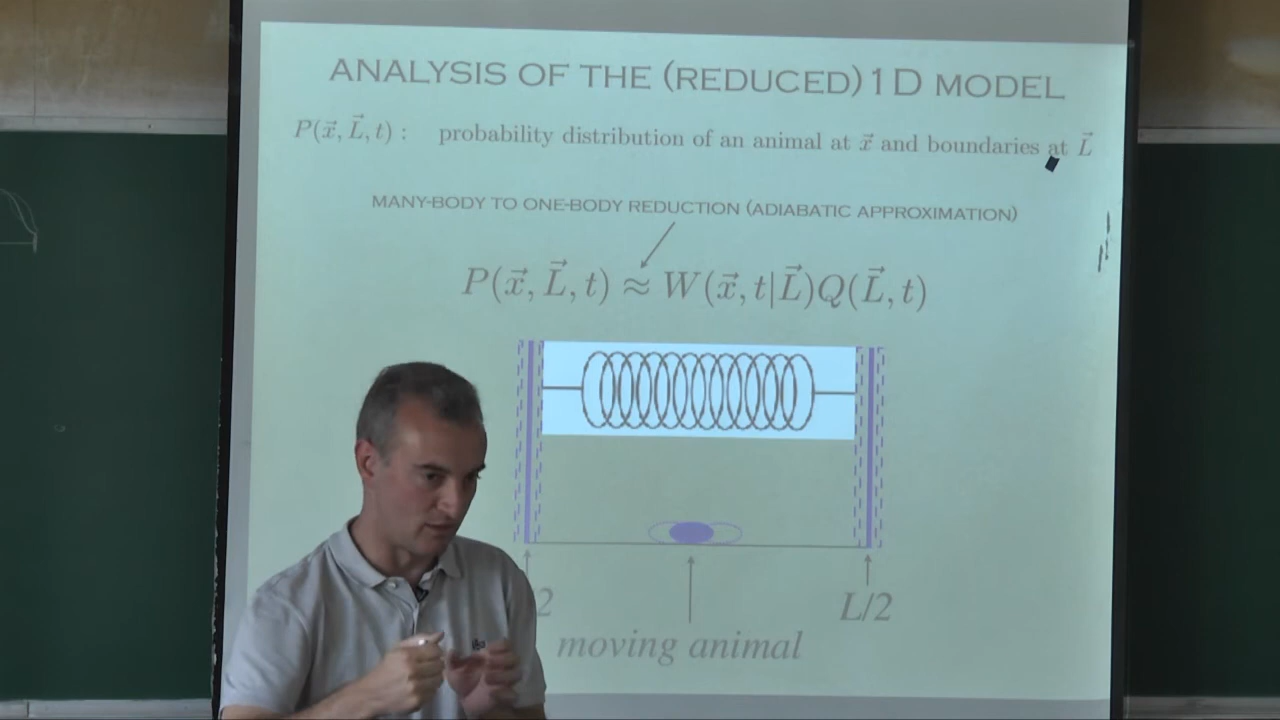 ANALYSIS OF THE (REDUCED) 1D MODEL
P(x⃗, L⃗, t) : probability distribution of an animal at x⃗ and boundaries at L⃗
MANY-BODY TO ONE-BODY REDUCTION (ADIABATIC APPROXIMATION)
P(x⃗, L⃗, t) ≈ W(x⃗, t|L⃗)Q(L⃗, t)
2 L/2
moving animal